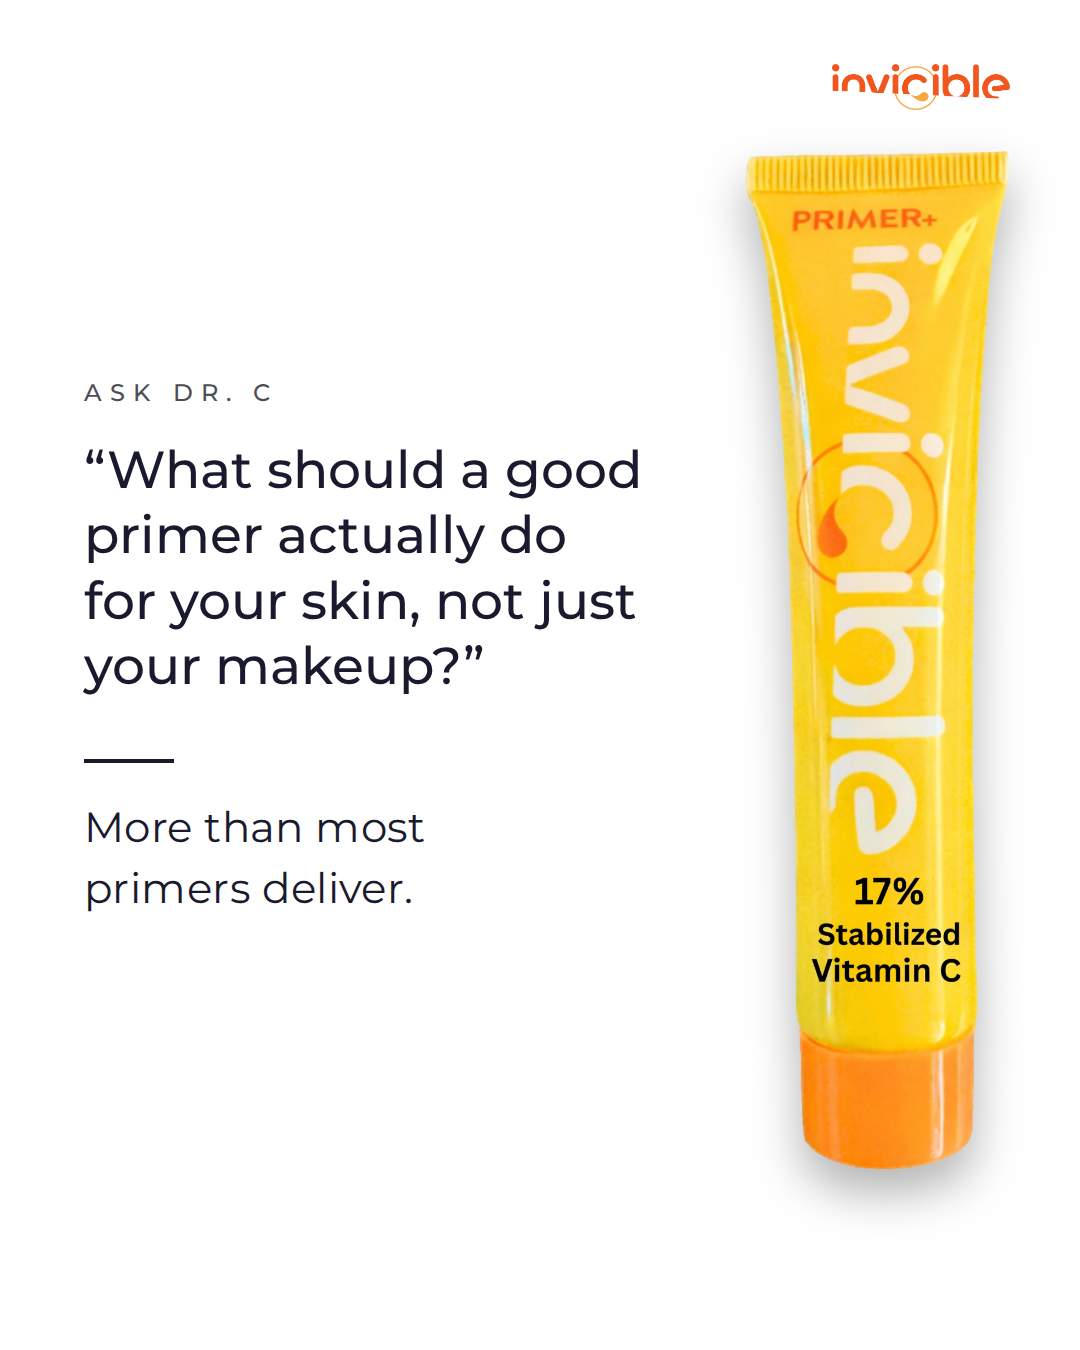 invicible
PRIMER+
invicible
ASK DR. C
“What should a good
primer actually do
for your skin, not just
your makeup?”
More than most
primers deliver.
17%
Stabilized
Vitamin C